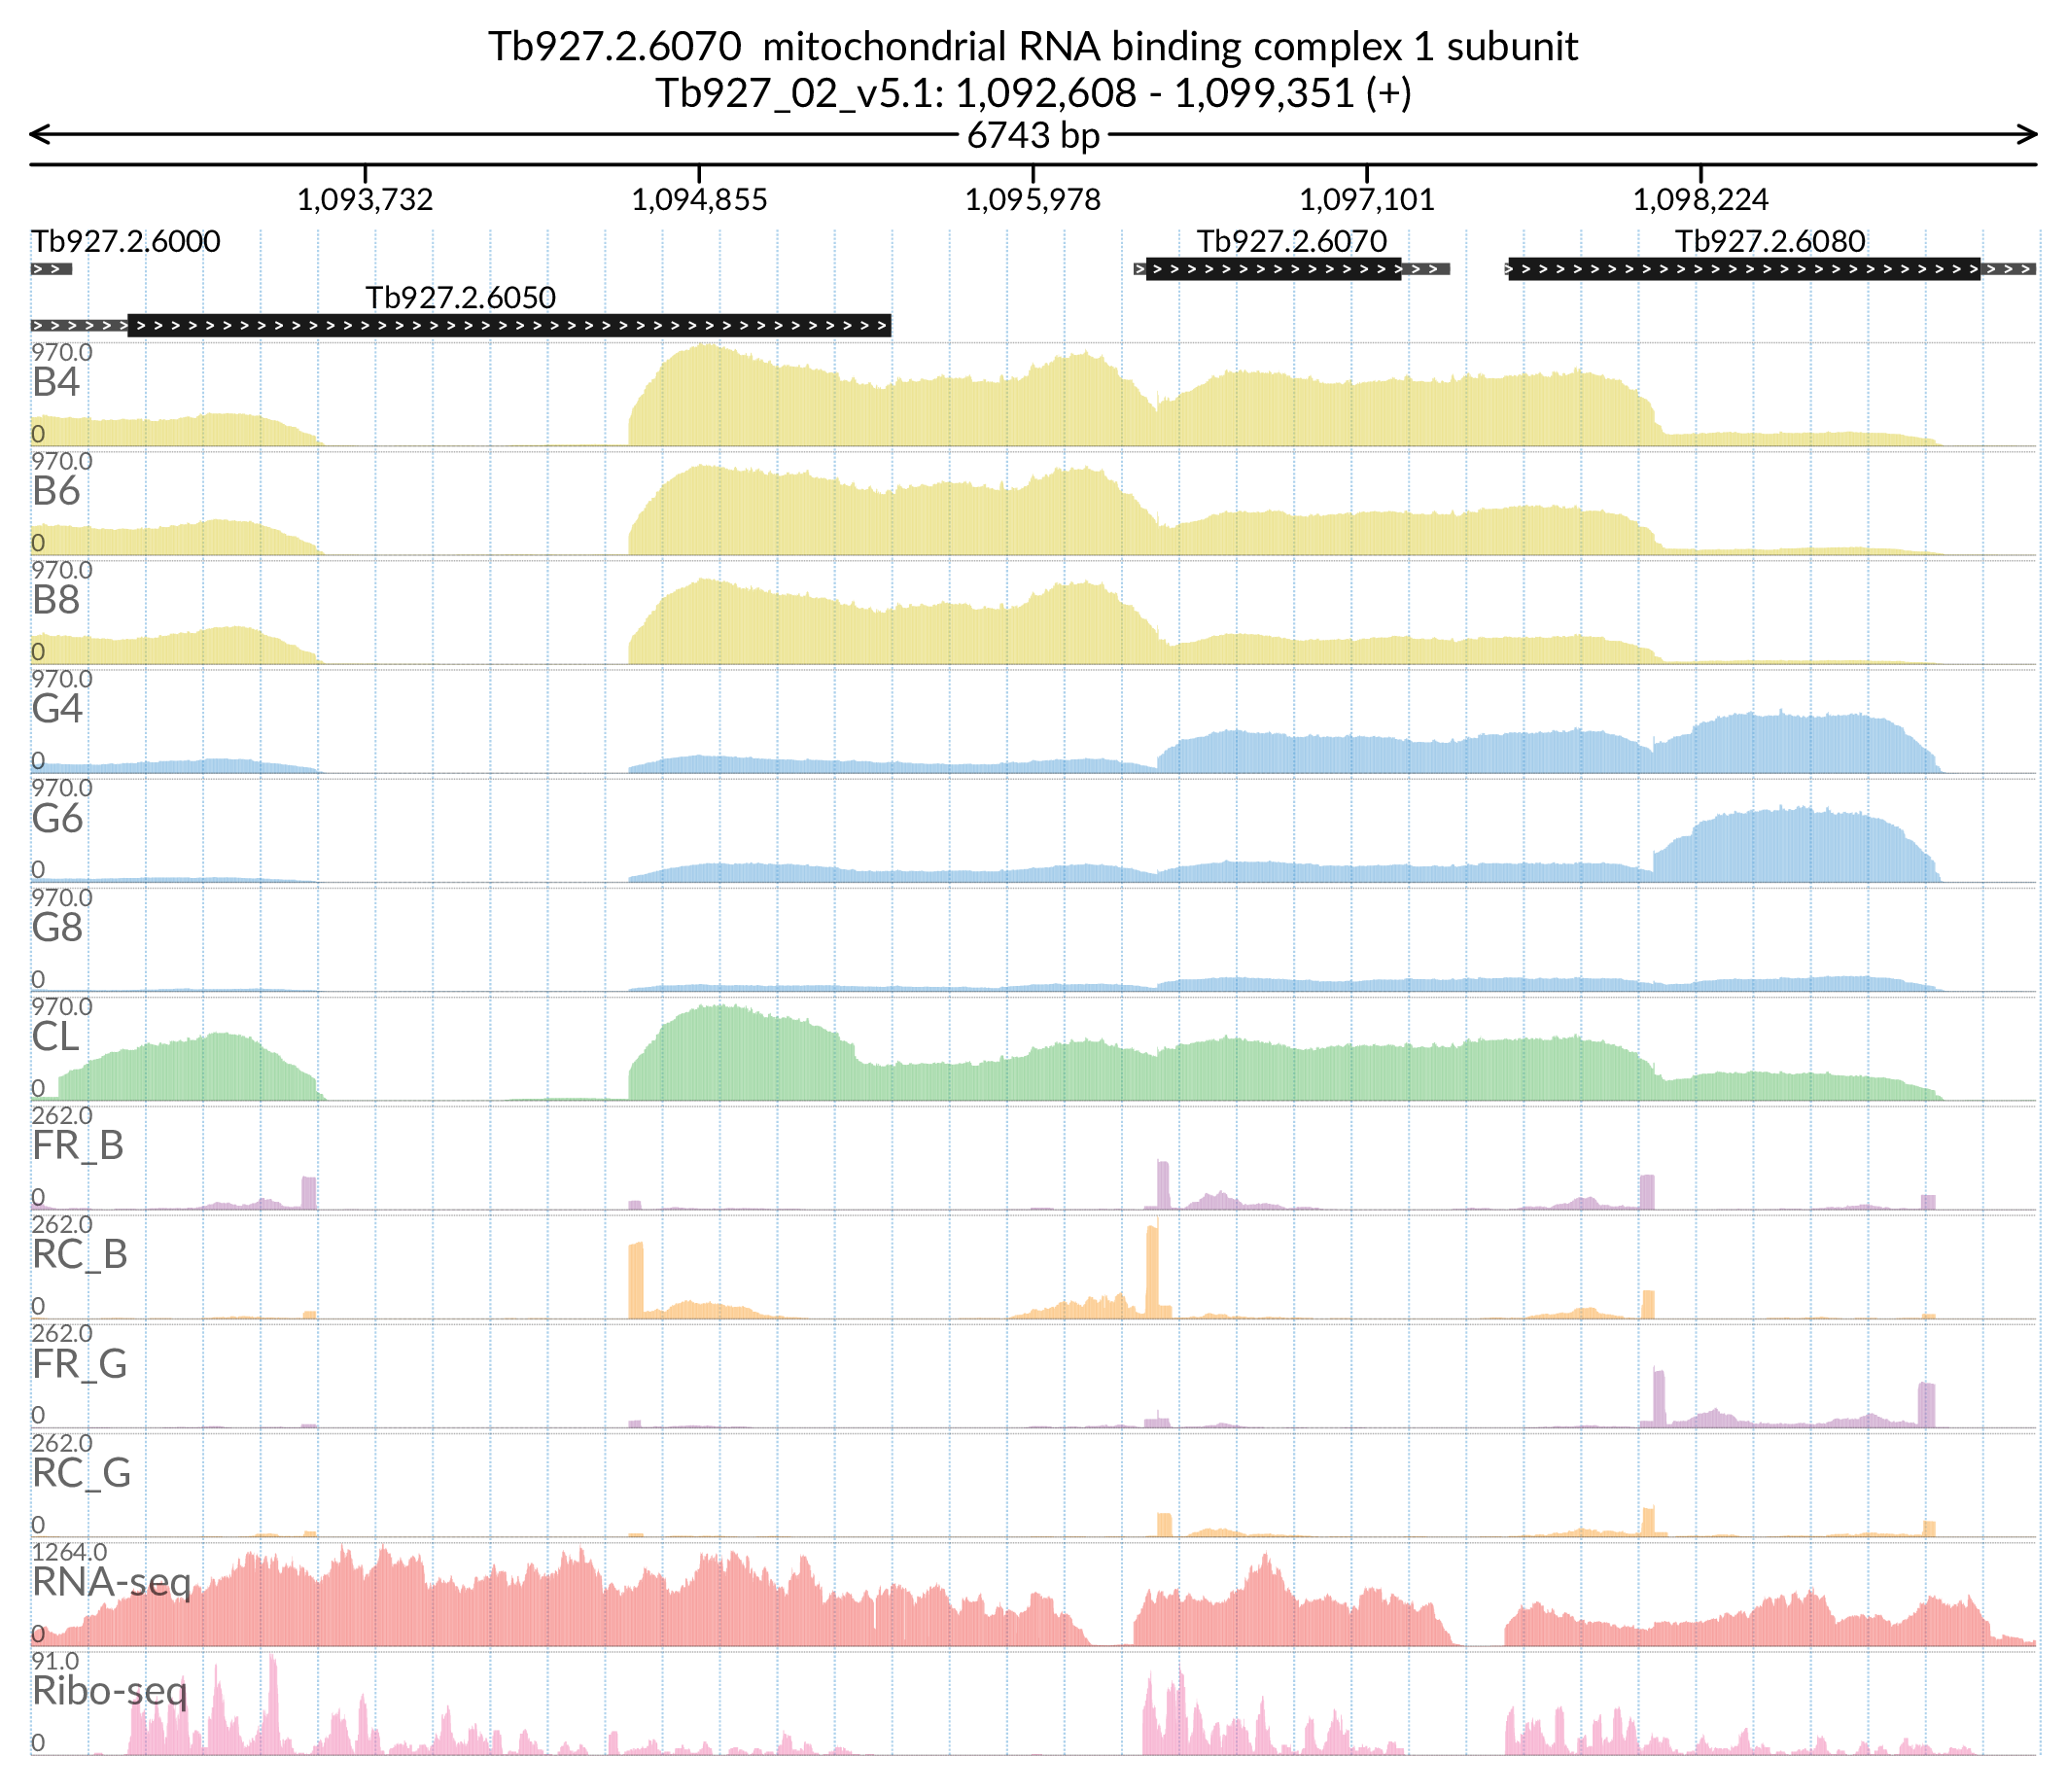 Tb927.2.6070  mitochondrial RNA binding complex 1 subunit
Tb927_02_v5.1: 1,092,608 - 1,099,351 (+)
6743 bp
1,093,732 1,094,855 1,095,978 1,097,101 1,098,224
Tb927.2.6000 Tb927.2.6070 Tb927.2.6080
Tb927.2.6050
970.0
B4
0
970.0
B6
0
970.0
B8
0
970.0
G4
0
970.0
G6
0
970.0
G8
0
970.0
CL
0
262.0
FR_B
0
262.0
RC_B
0
262.0
FR_G
0
262.0
RC_G
0
1264.0
RNA-seq
0
91.0
Ribo-seq
0